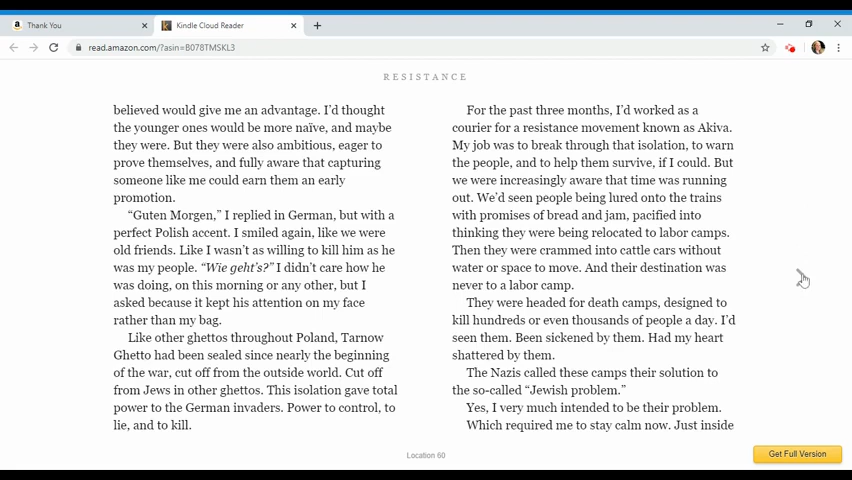 Thank You
Kindle Cloud Reader
read.amazon.com/?asin=B078TMSKL3
RESISTANCE
believed would give me an advantage. I'd thought
the younger ones would be more naïve, and maybe
they were. But they were also ambitious, eager to
prove themselves, and fully aware that capturing
someone like me could earn them an early
promotion.
“Guten Morgen,” I replied in German, but with a
perfect Polish accent. I smiled again, like we were
old friends. Like I wasn't as willing to kill him as he
was my people. “Wie geht's?” I didn't care how he
was doing, on this morning or any other, but I
asked because it kept his attention on my face
rather than my bag.
Like other ghettos throughout Poland, Tarnow
Ghetto had been sealed since nearly the beginning
of the war, cut off from the outside world. Cut off
from Jews in other ghettos. This isolation gave total
power to the German invaders. Power to control, to
lie, and to kill.
For the past three months, I'd worked as a
courier for a resistance movement known as Akiva.
My job was to break through that isolation, to warn
the people, and to help them survive, if I could. But
we were increasingly aware that time was running
out. We'd seen people being lured onto the trains
with promises of bread and jam, pacified into
thinking they were being relocated to labor camps.
Then they were crammed into cattle cars without
water or space to move. And their destination was
never to a labor camp.
They were headed for death camps, designed to
kill hundreds or even thousands of people a day. I'd
seen them. Been sickened by them. Had my heart
shattered by them.
The Nazis called these camps their solution to
the so-called “Jewish problem.”
Yes, I very much intended to be their problem.
Which required me to stay calm now. Just inside
Location 60
Get Full Version